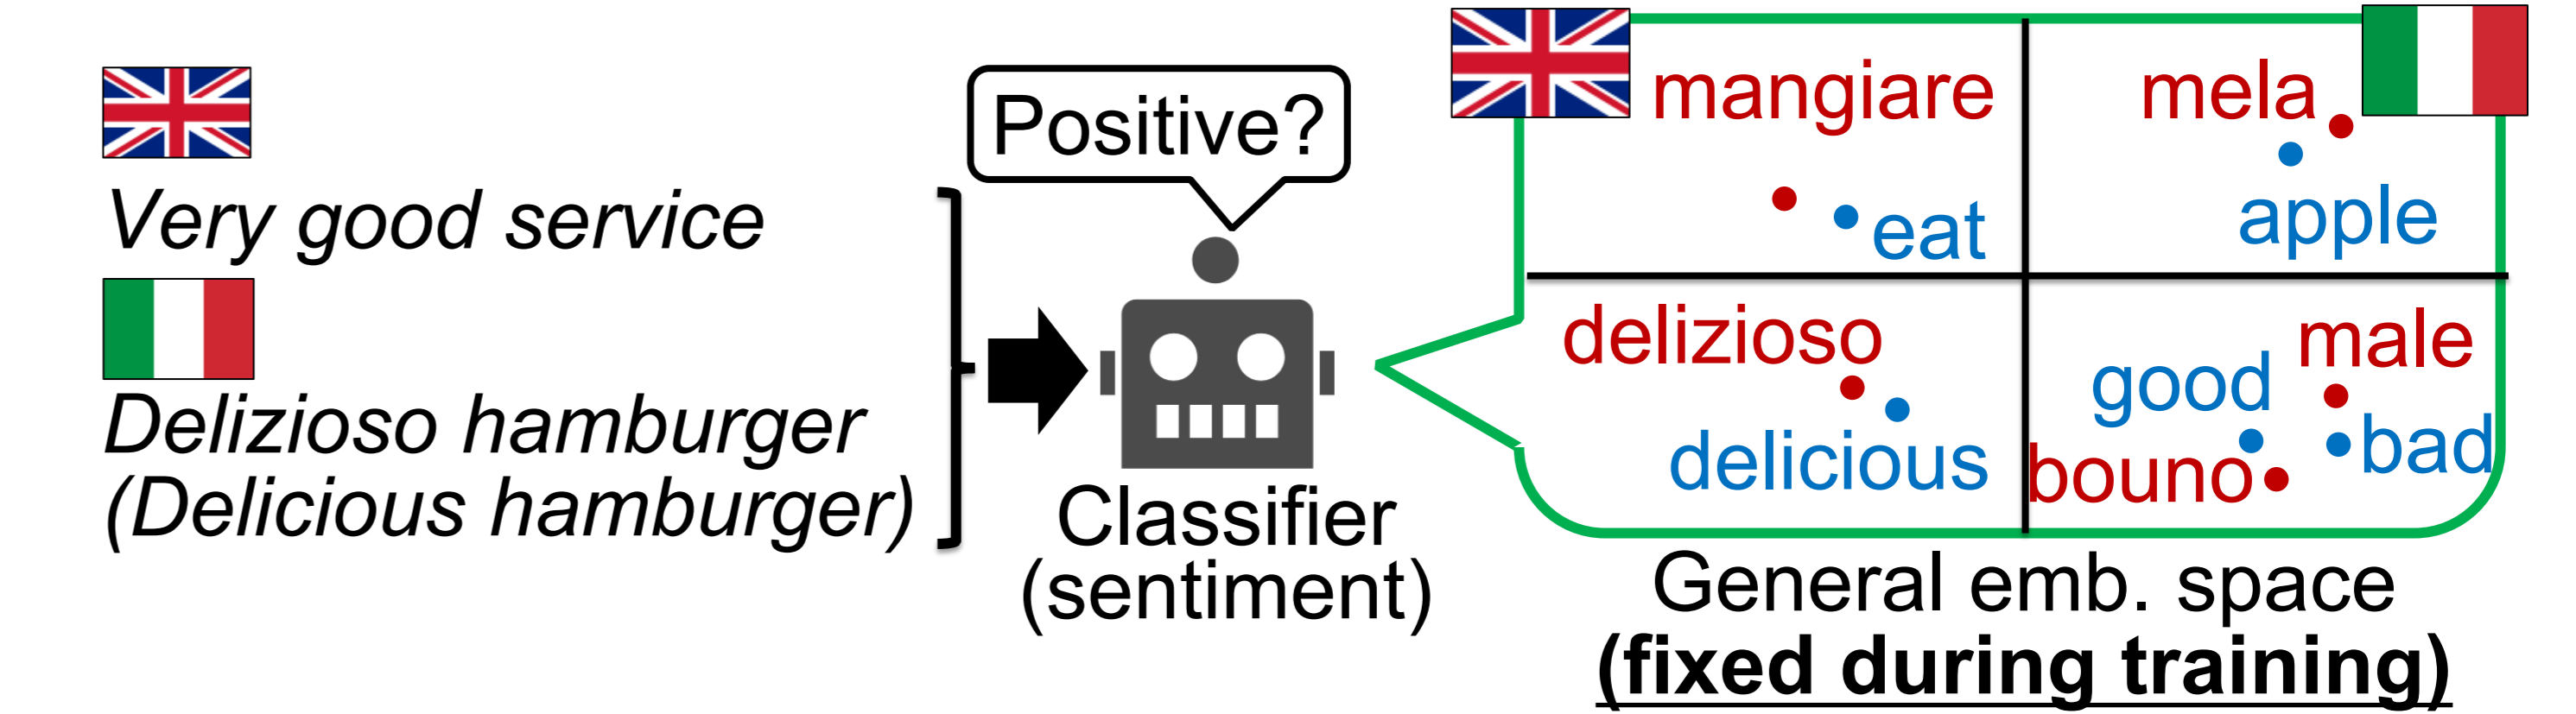 Very good service
Delizioso hamburger
(Delicious hamburger)
Positive?
Classifier
(sentiment)
mangiare
eat
mela
apple
delizioso
delicious
male
good
bad
bouno
General emb. space
(fixed during training)